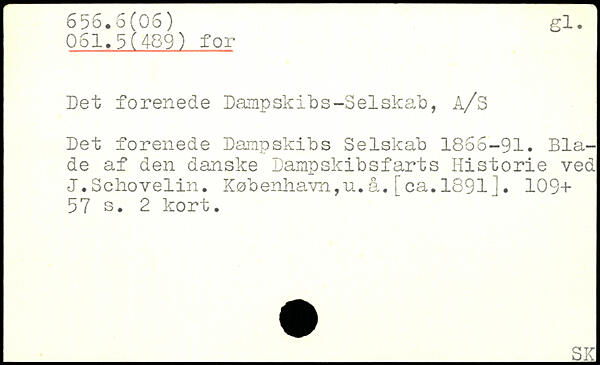 656.6(06) gl.
061.5(489) for
Det forenede Dampskibs-Selskab, A/S
Det forenede Dampskibs Selskab 1866-91. Bla-
de af den danske Dampskibsfarts Historie ved
J.Schovelin. København,u.å.[ca.1891]. 109+
57 s. 2 kort.
SK